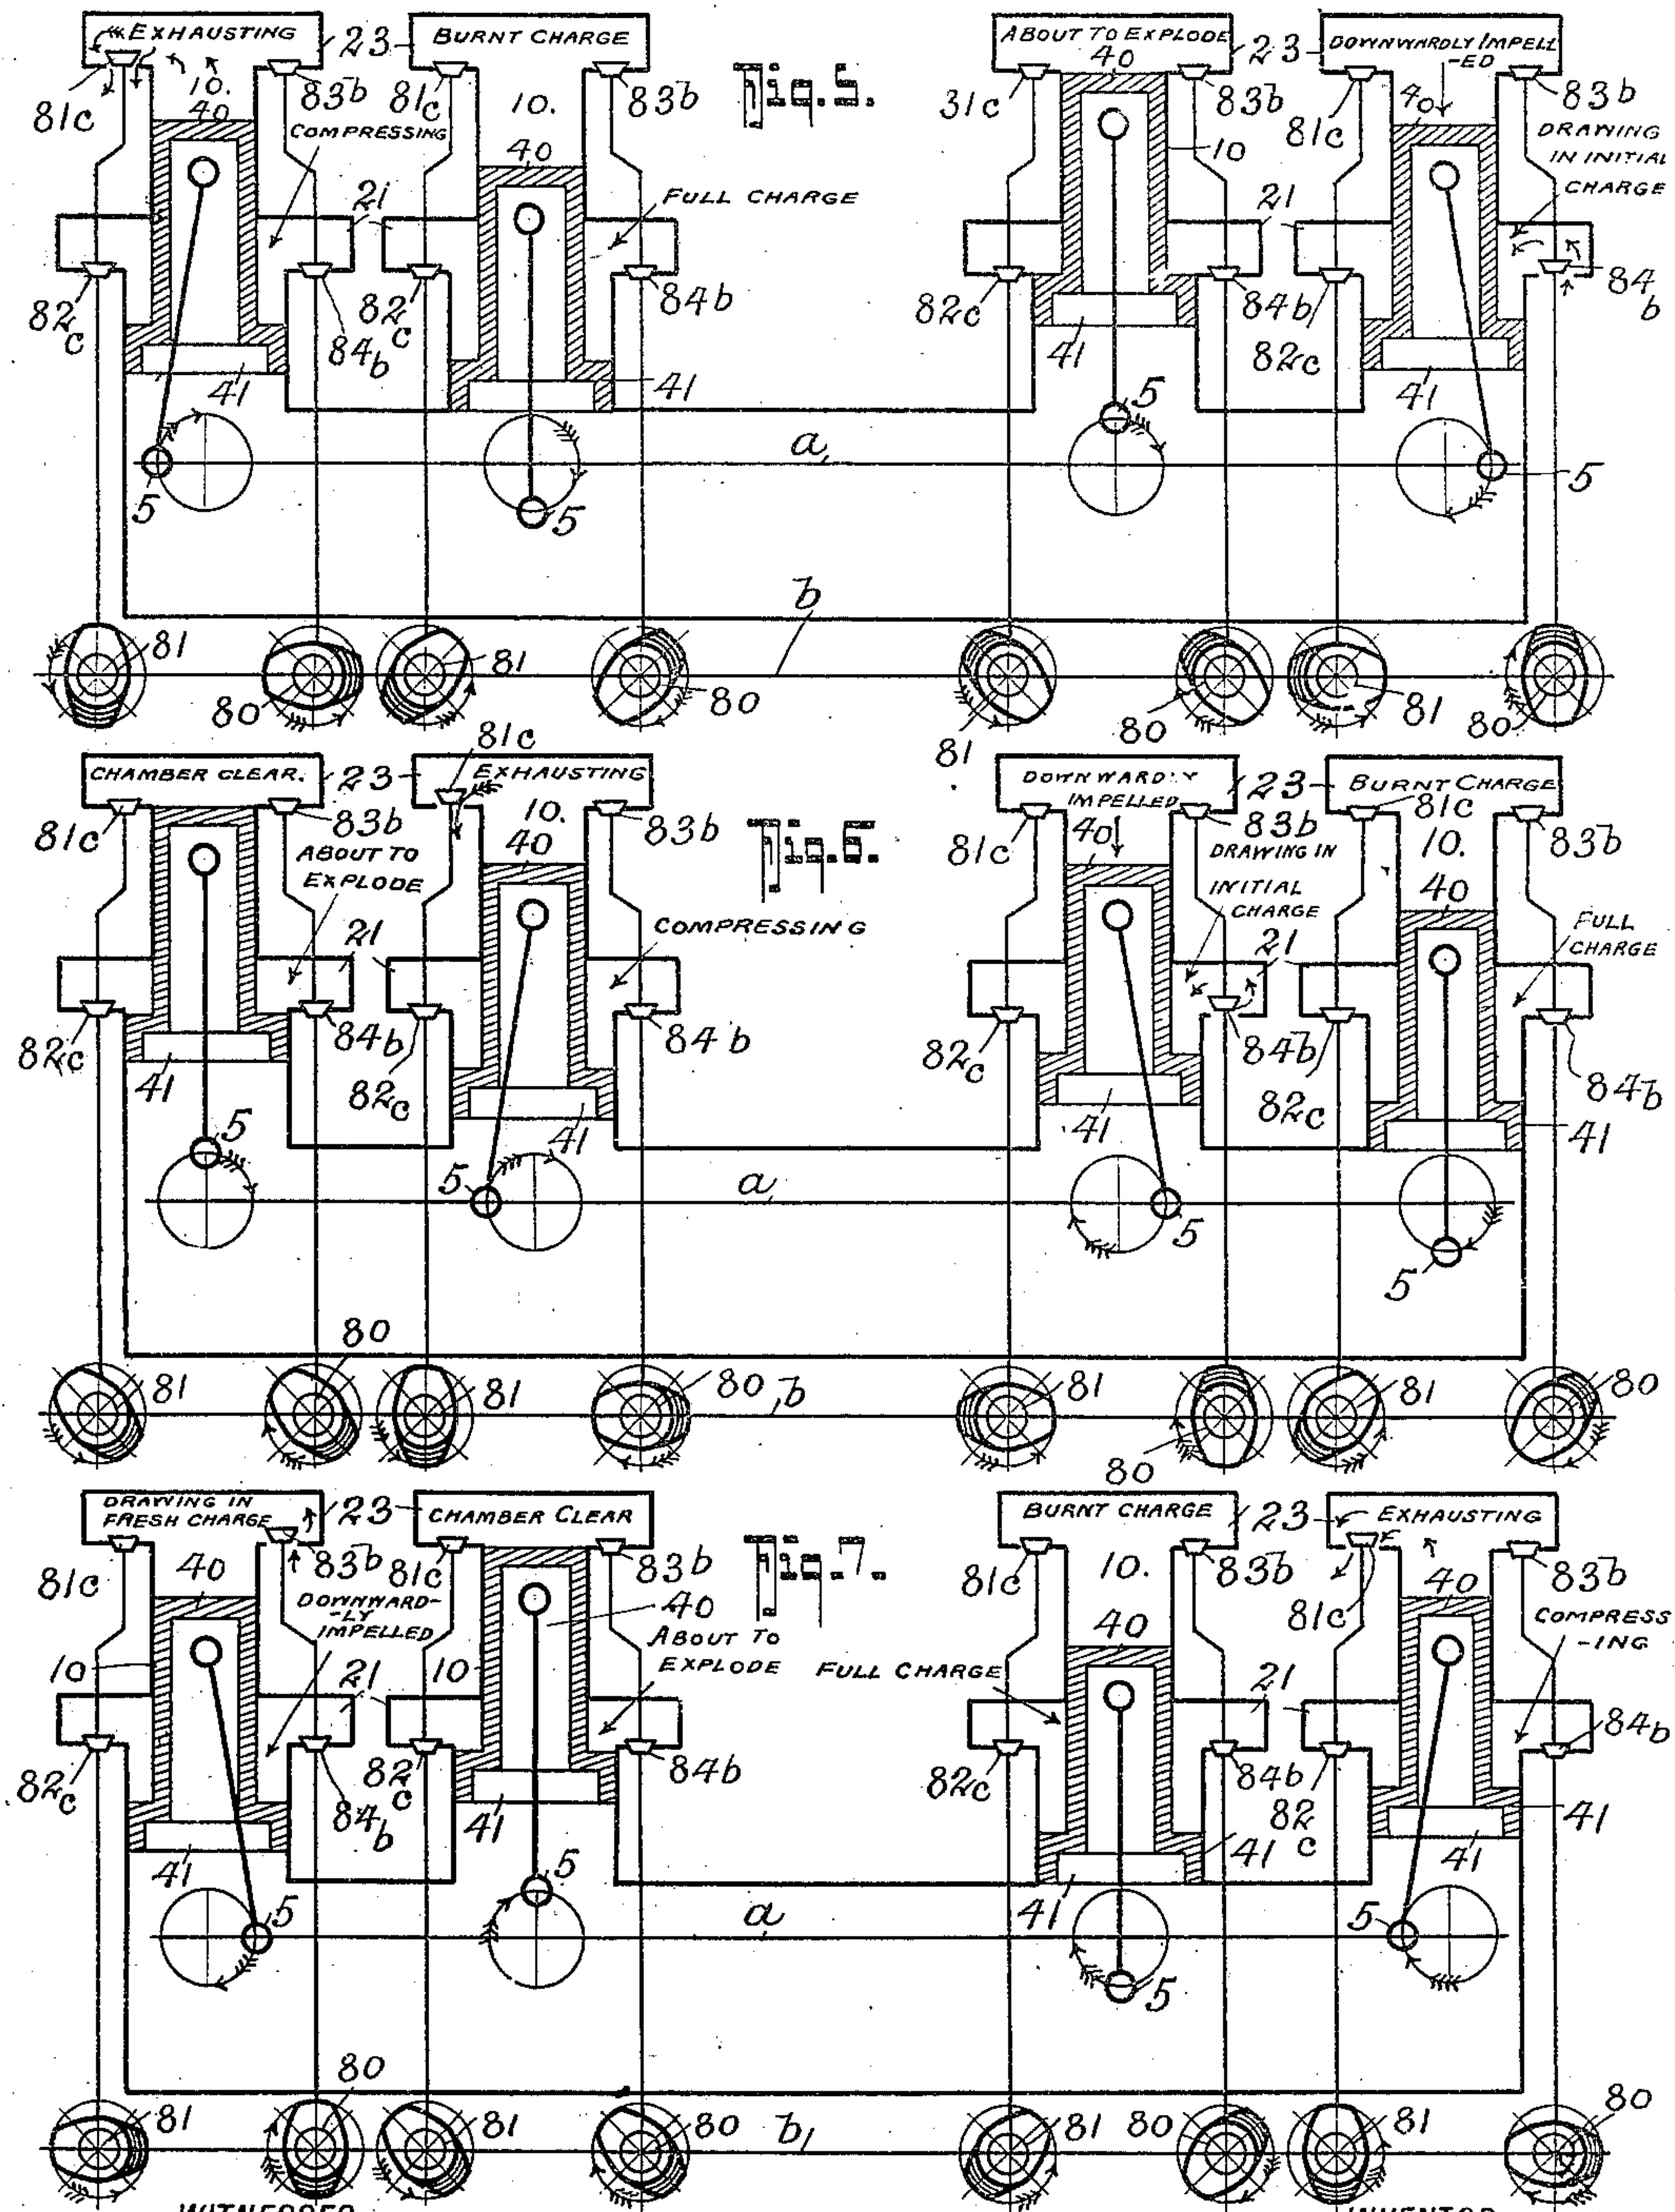 EXHAUSTING 23 BURNT CHARGE
ABOUT TO EXPLODE 23 DOWNWARDLY IMPELL
-ED
Fig. 5.
81c 10. 83b 81c 10. 83b
40 40
COMPRESSING
FULL CHARGE
31c 40 83b 81c 40 83b
10
DRAWING
IN INITIAL
CHARGE
21 21
82c 84b 82c 84b
82c 84b 82c 84b
41 41 41 41
5 5 a 5 5
b
81 80 81 80 81 80 81 80
CHAMBER CLEAR. 23 81c EXHAUSTING
DOWNWARDLY
IMPELLED 23 BURNT CHARGE
Fig. 6.
81c 83b 10. 83b
40
ABOUT TO
EXPLODE
COMPRESSING
81c 40 83b 81c 10. 83b
40
DRAWING IN
INITIAL
CHARGE
FULL
CHARGE
21 21
82c 84b 82c 84b
82c 84b 82c 84b
41 41 41 41
5 5 a 5 5
81 80 81 80 b 81 80 81 80
DRAWING IN
FRESH CHARGE 23 CHAMBER CLEAR
BURNT CHARGE 23 EXHAUSTING
Fig. 7.
81c 40 83b 81c 83b
40
DOWNWARD-
-LY
IMPELLED
ABOUT TO
EXPLODE
FULL CHARGE
81c 10. 83b 81c 40 83b
40
COMPRESS
-ING
10 21 10 21
82c 84b 82c 84b
82c 84b 82c 84b
41 41 41 41 41 41
5 5 a 5 5
81 80 81 80 b 81 80 81 80
WITNESSES
INVENTOR